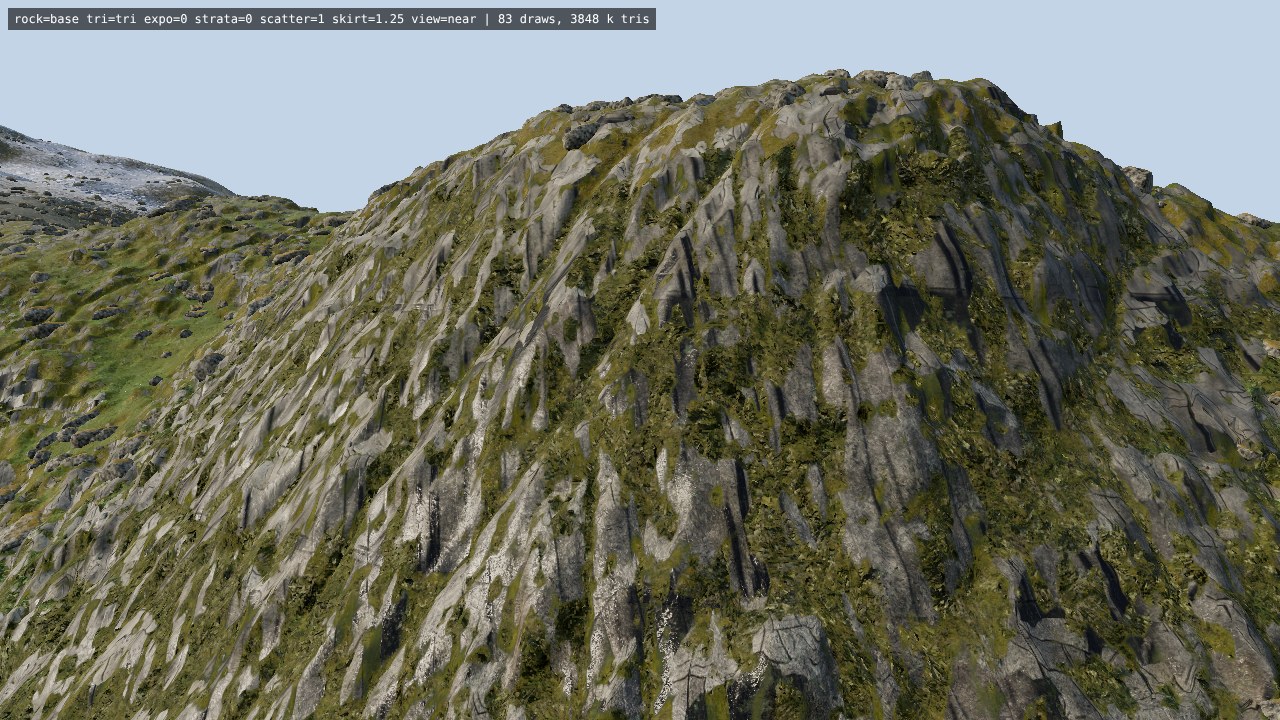 rock=base tri=tri expo=0 strata=0 scatter=1 skirt=1.25 view=near | 83 draws, 3848 k tris